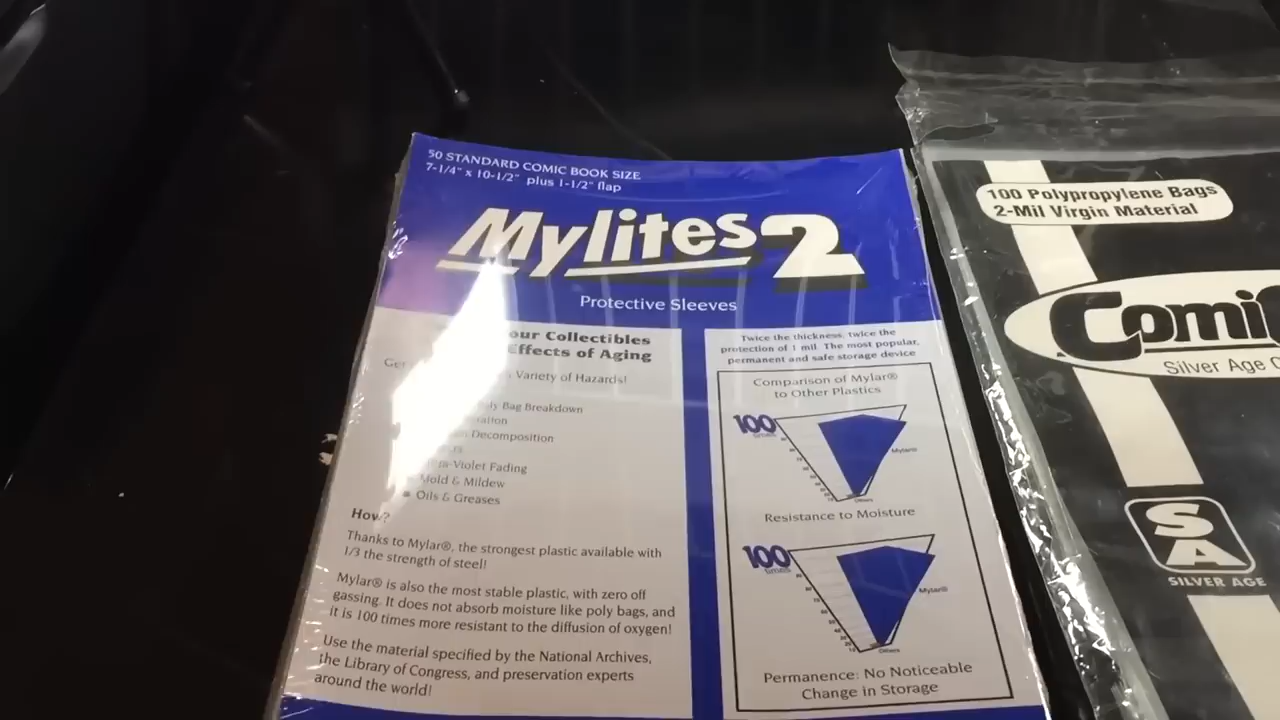 50 STANDARD COMIC BOOK SIZE
7-1/4" x 10-1/2" plus 1-1/2" flap
Mylites 2
Protective Sleeves
our Collectibles
Effects of Aging
Variety of Hazards!
Bag Breakdown
Decomposition
Fading
Mold & Mildew
• Oils & Greases
How?
Thanks to Mylar®, the strongest plastic available with
1/3 the strength of steel!
Mylar® is also the most stable plastic, with zero off
gassing. It does not absorb moisture like poly bags, and
it is 100 times more resistant to the diffusion of oxygen!
Use the material specified by the National Archives,
the Library of Congress, and preservation experts
around the world!
Twice the thickness, twice the
protection of 1 mil. The most popular,
permanent and safe storage device
Comparison of Mylar®
to Other Plastics
100
times
Mylar®
Others
Resistance to Moisture
100
times
Mylar®
Others
Permanence: No Noticeable
Change in Storage
100 Polypropylene Bags
2-Mil Virgin Material
Comi
Silver Age
SA
SILVER AGE